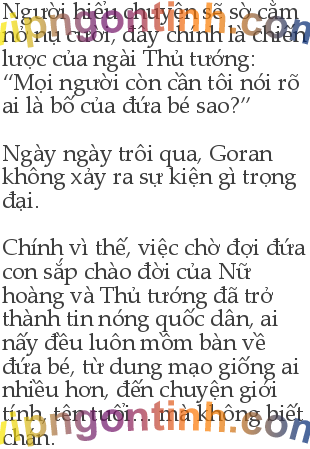 Người hiểu chuyện sẽ sờ cằm
nở nụ cười, đây chính là chiến
lược của ngài Thủ tướng:
“Mọi người còn cần tôi nói rõ
ai là bố của đứa bé sao?”
Ngày ngày trôi qua, Goran
không xảy ra sự kiện gì trọng
đại.
Chính vì thế, việc chờ đợi đứa
con sắp chào đời của Nữ
hoàng và Thủ tướng đã trở
thành tin nóng quốc dân, ai
nấy đều luôn mồm bàn về
đứa bé, từ dung mạo giống ai
nhiều hơn, đến chuyện giới
tính, tên tuổi... mà không biết
chán.
vipngontinh.com
vipngontinh.com